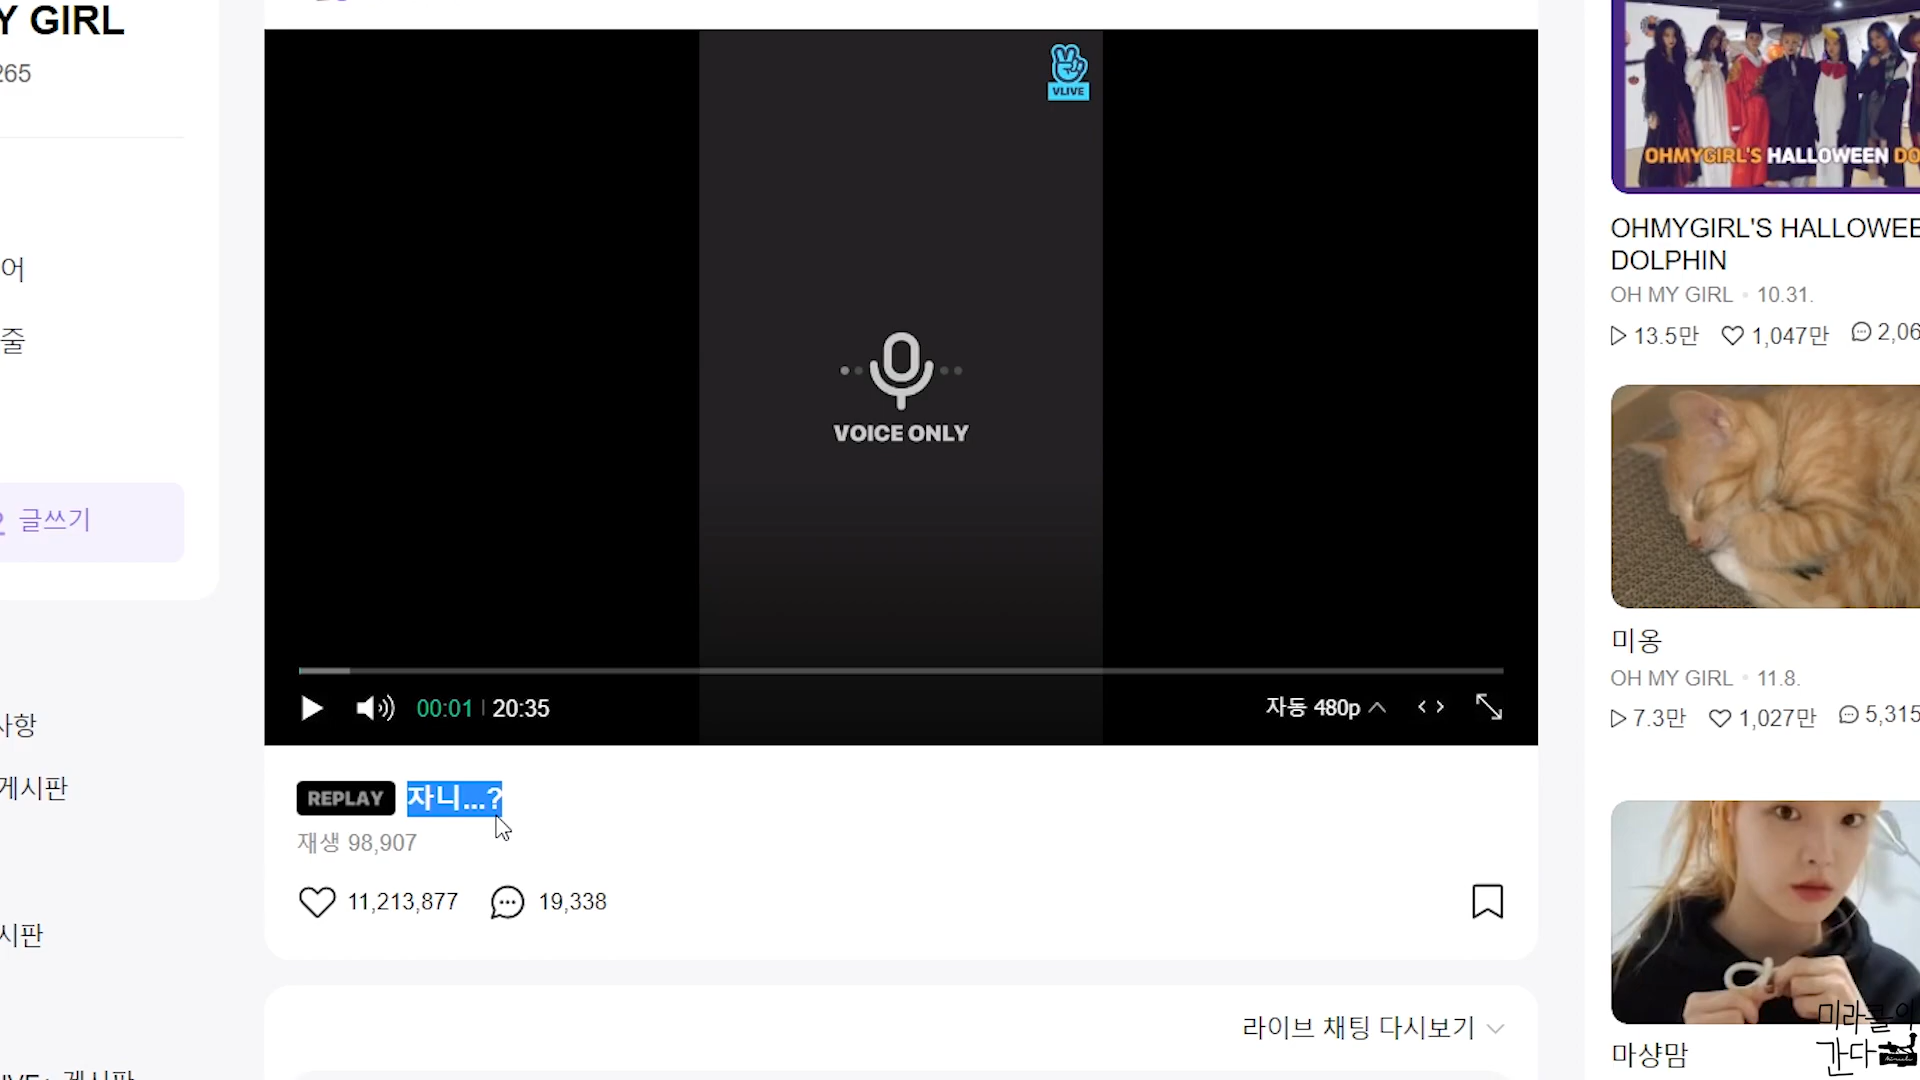 Y GIRL
265
어
줄
글쓰기
사항
게시판
시판
게시판
VLIVE
VOICE ONLY
00:01 | 20:35
자동 480p
REPLAY 자니...?
재생 98,907
11,213,877 19,338
라이브 채팅 다시보기
OHMYGIRL'S HALLOWEEN DO
OHMYGIRL'S HALLOWEE
DOLPHIN
OH MY GIRL • 10.31.
13.5만 1,047만 2,06
미옹
OH MY GIRL • 11.8.
7.3만 1,027만 5,315
마샹맘
미라클이
간다